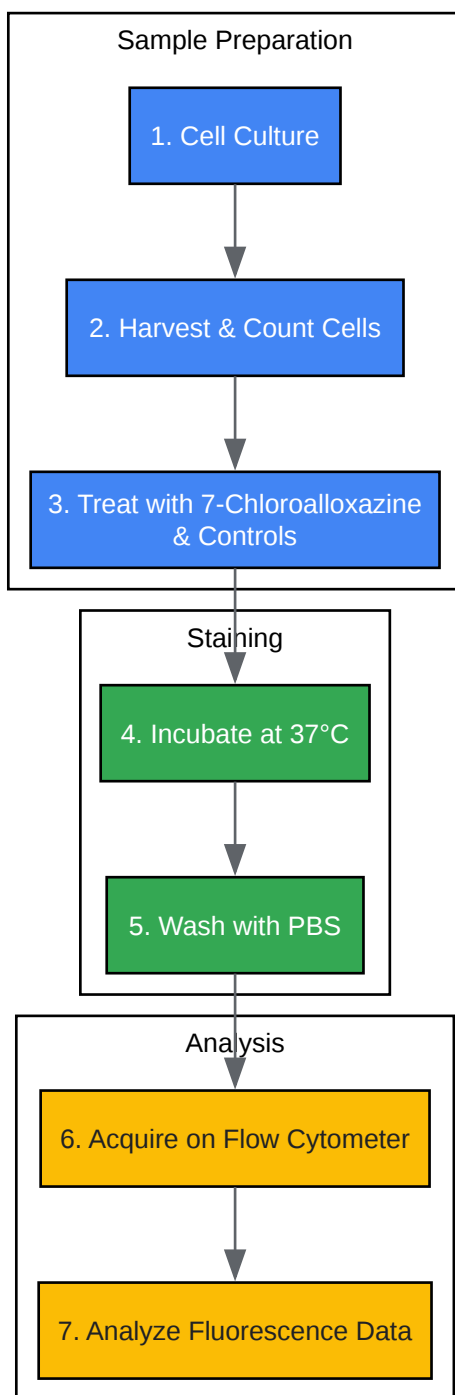 Sample Preparation
1. Cell Culture
2. Harvest & Count Cells
3. Treat with 7-Chloroalloxazine
& Controls
Staining
4. Incubate at 37°C
5. Wash with PBS
Analysis
6. Acquire on Flow Cytometer
7. Analyze Fluorescence Data